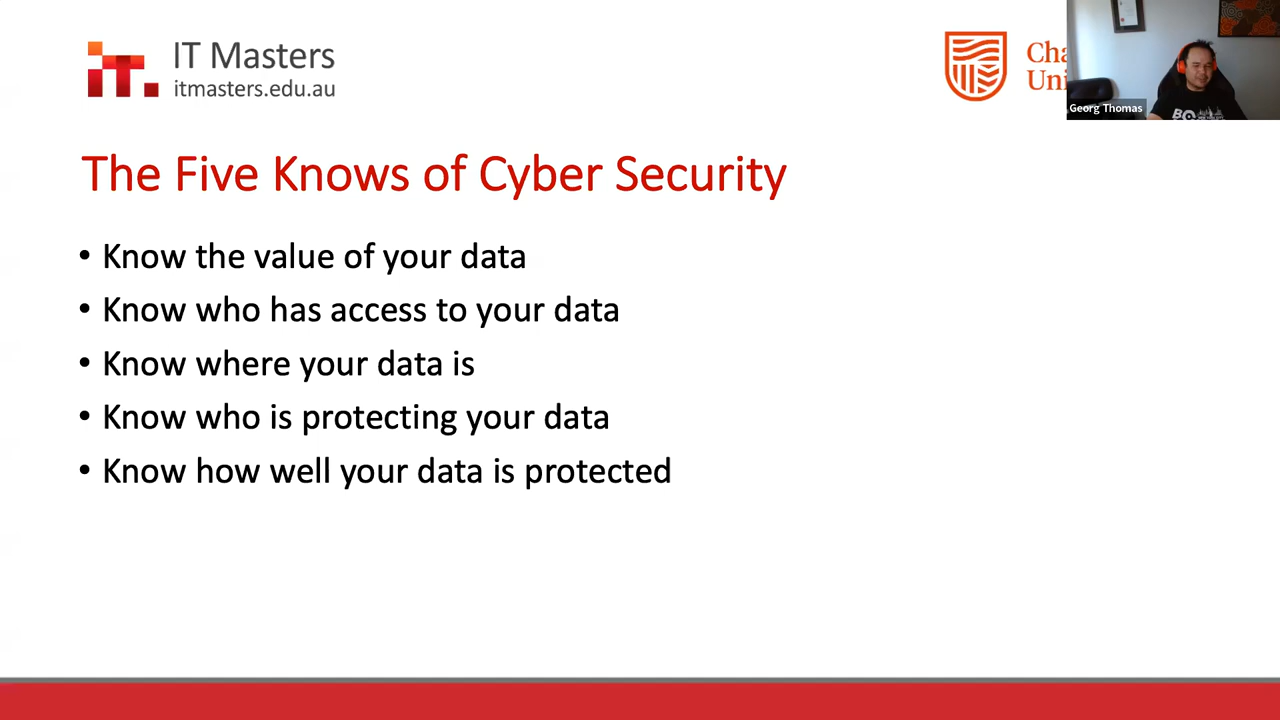 IT Masters
itmasters.edu.au
Georg Thomas
The Five Knows of Cyber Security
• Know the value of your data
• Know who has access to your data
• Know where your data is
• Know who is protecting your data
• Know how well your data is protected